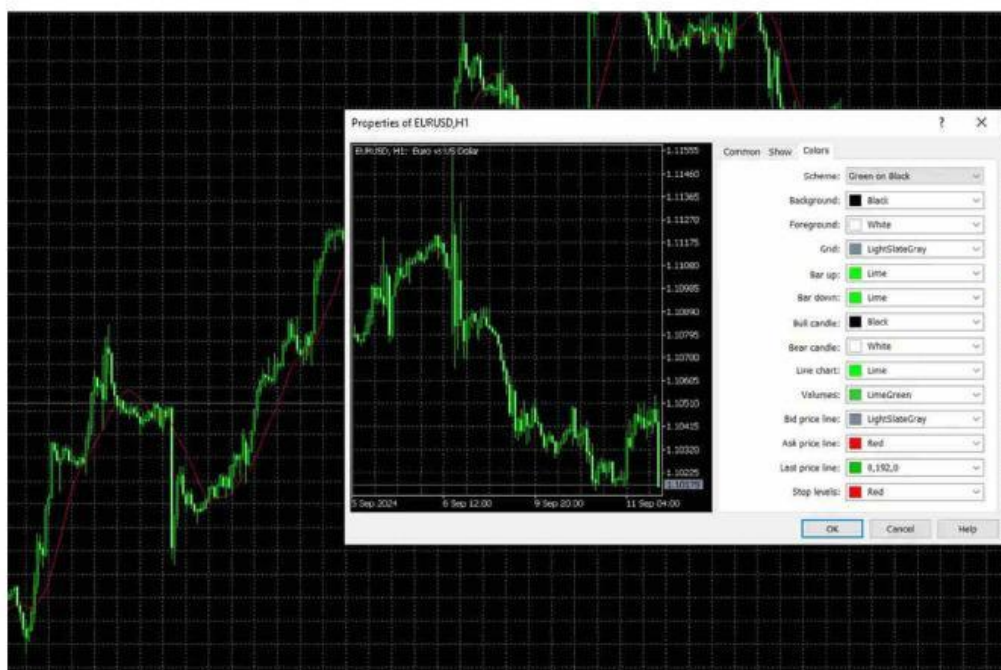 Properties of EURUSD,H1
? ×
EURUSD, H1: Euro vs US Dollar
1.11555
1.11460
1.11365
1.11270
1.11175
1.11080
1.10985
1.10890
1.10795
1.10700
1.10605
1.10510
1.10415
1.10320
1.10225
1.10175
5 Sep 2024 6 Sep 12:00 9 Sep 20:00 11 Sep 04:00
Common Show Colors
Scheme: Green on Black
Background: Black
Foreground: White
Grid: LightSlateGray
Bar up: Lime
Bar down: Lime
Bull candle: Black
Bear candle: White
Line chart: Lime
Volumes: LimeGreen
Bid price line: LightSlateGray
Ask price line: Red
Last price line: 0,192,0
Stop levels: Red
OK Cancel Help